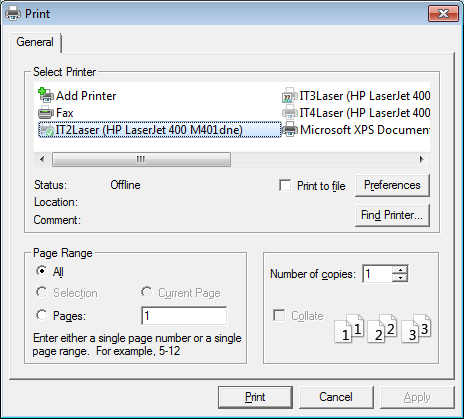 Print
General
Select Printer
Add Printer
Fax
IT2Laser (HP LaserJet 400 M401dne)
IT3Laser (HP LaserJet 400
IT4Laser (HP LaserJet 400
Microsoft XPS Documen
Status: Offline
Location:
Comment:
Print to file
Preferences
Find Printer...
Page Range
All
Selection Current Page
Pages: 1
Enter either a single page number or a single
page range. For example, 5-12
Number of copies: 1
Collate
1 1 2 2 3 3
Print Cancel Apply